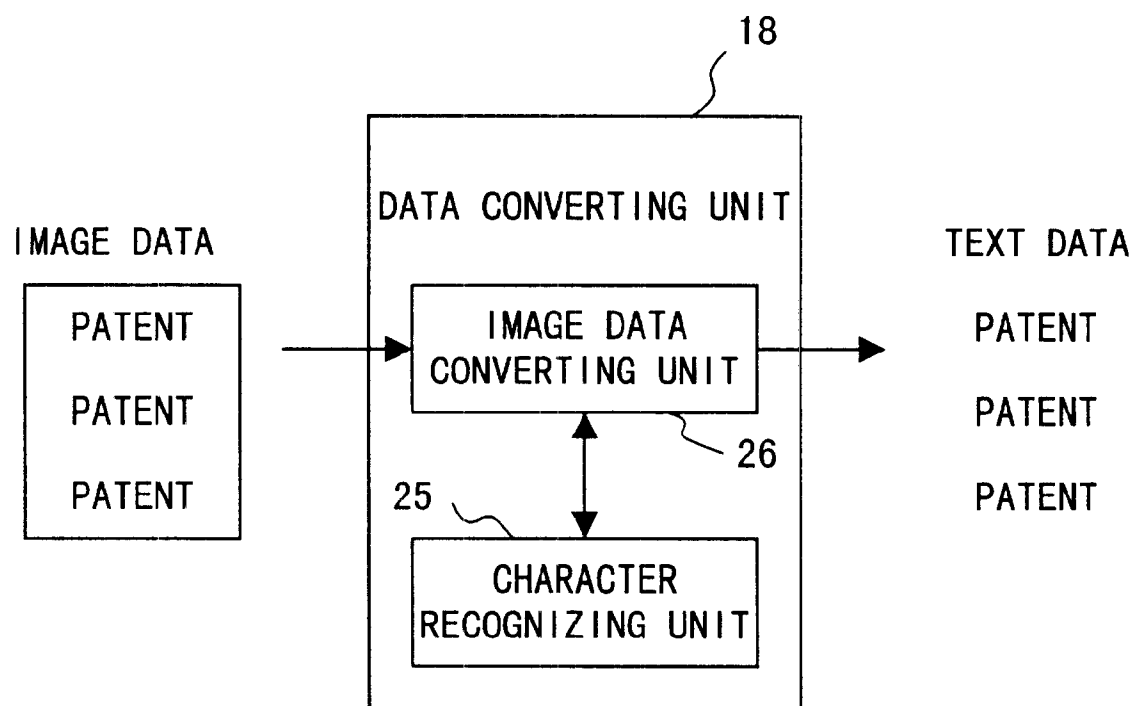 18
DATA CONVERTING UNIT
IMAGE DATA
PATENT
PATENT
PATENT
IMAGE DATA
CONVERTING UNIT
26
25
CHARACTER
RECOGNIZING UNIT
TEXT DATA
PATENT
PATENT
PATENT